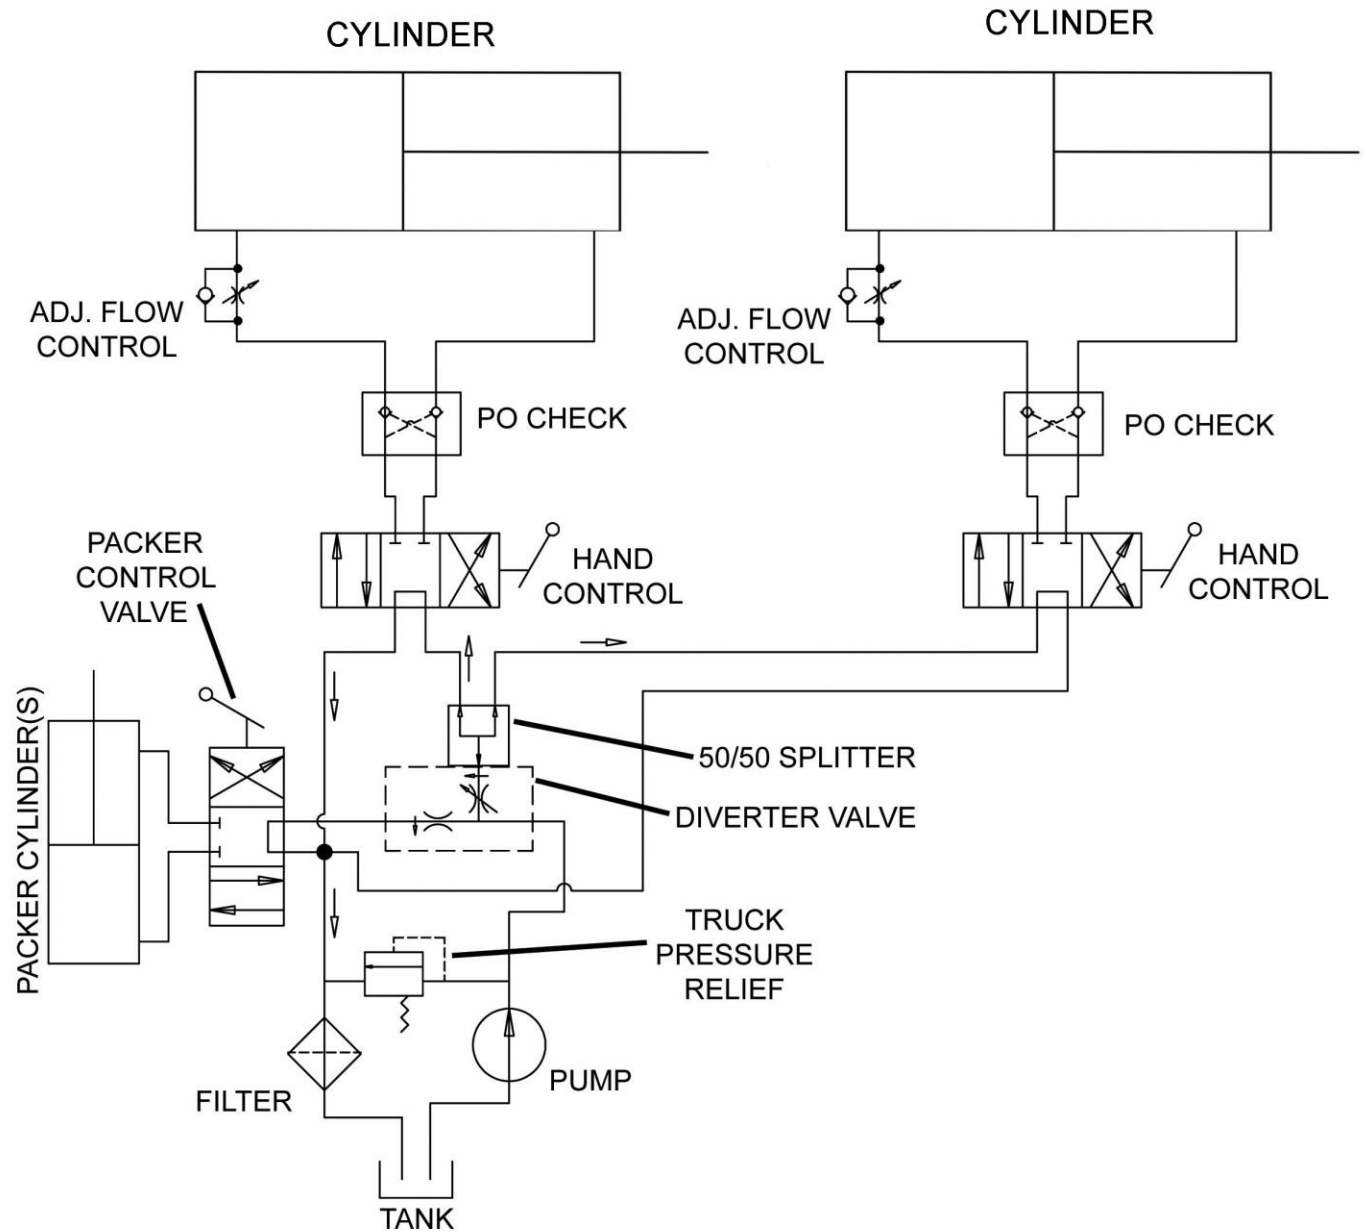 CYLINDER
CYLINDER
ADJ. FLOW
CONTROL
ADJ. FLOW
CONTROL
PO CHECK
PO CHECK
PACKER
CONTROL
VALVE
HAND
CONTROL
HAND
CONTROL
PACKER CYLINDER(S)
50/50 SPLITTER
DIVERTER VALVE
TRUCK
PRESSURE
RELIEF
FILTER
PUMP
TANK